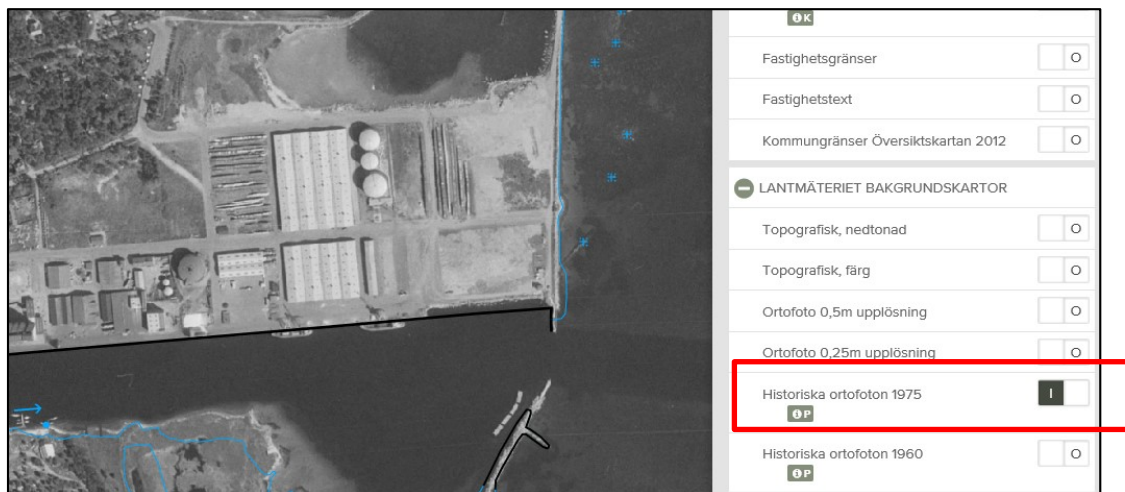 K
Fastighetsgränser O
Fastighetstext O
Kommungränser Översiktskartan 2012 O
LANTMÄTERIET BAKGRUNDSKARTOR
Topografisk, nedtonad O
Topografisk, färg O
Ortofoto 0,5m upplösning O
Ortofoto 0,25m upplösning O
Historiska ortofoton 1975 I
P
Historiska ortofoton 1960 O
P